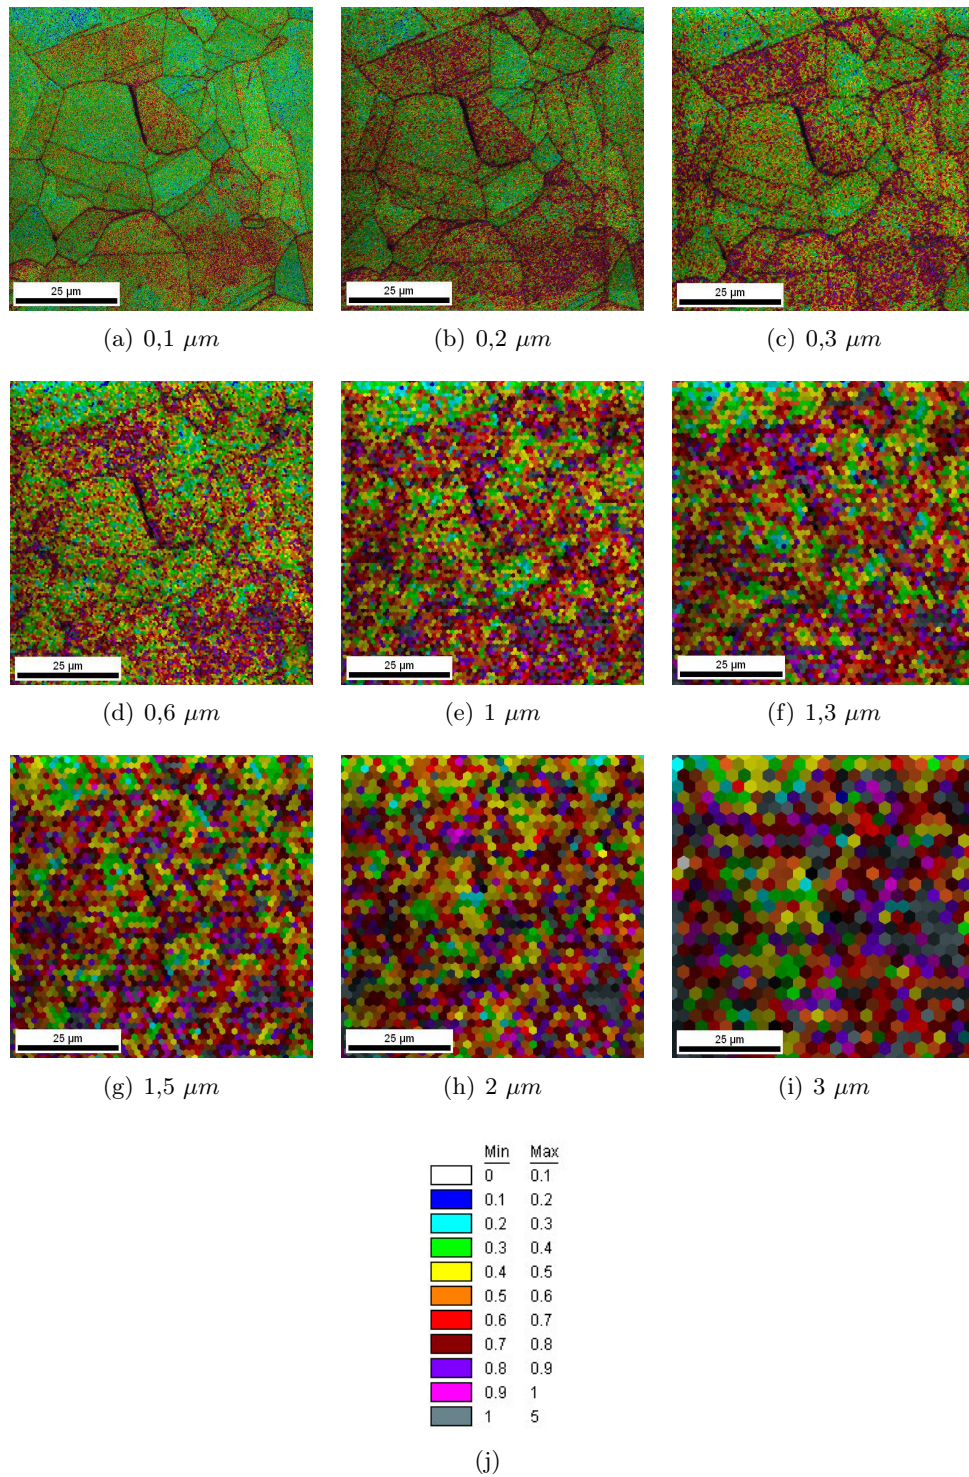 25 µm 25 µm 25 µm
(a) 0,1 µm (b) 0,2 µm (c) 0,3 µm
25 µm 25 µm 25 µm
(d) 0,6 µm (e) 1 µm (f) 1,3 µm
25 µm 25 µm 25 µm
(g) 1,5 µm (h) 2 µm (i) 3 µm
Min Max
0 0.1
0.1 0.2
0.2 0.3
0.3 0.4
0.4 0.5
0.5 0.6
0.6 0.7
0.7 0.8
0.8 0.9
0.9 1
1 5
(j)